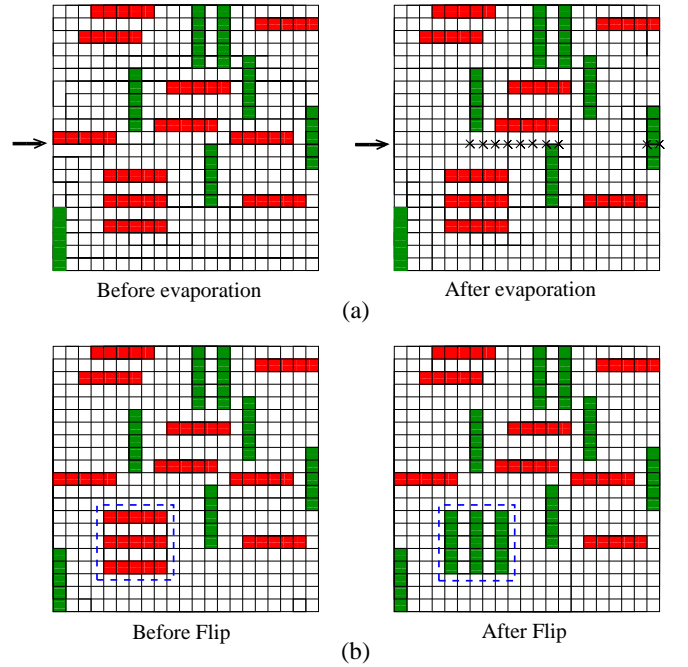 Before evaporation
After evaporation
(a)
Before Flip
After Flip
(b)